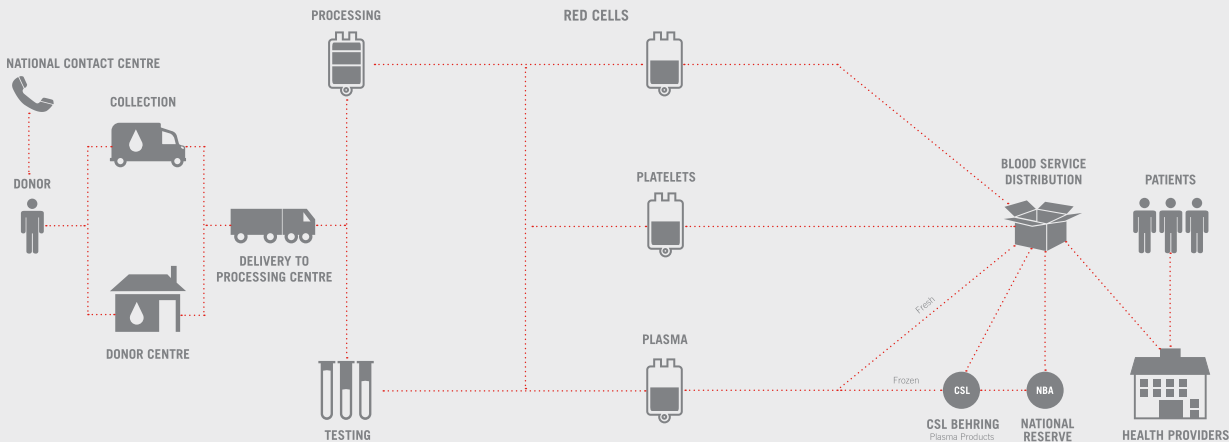 PROCESSING
RED CELLS
NATIONAL CONTACT CENTRE
COLLECTION
BLOOD SERVICE
DISTRIBUTION
PLATELETS
PATIENTS
DONOR
DELIVERY TO
PROCESSING CENTRE
Fresh
PLASMA
DONOR CENTRE
Frozen
CSL
NBA
CSL BEHRING
Plasma Products
NATIONAL
RESERVE
HEALTH PROVIDERS
TESTING